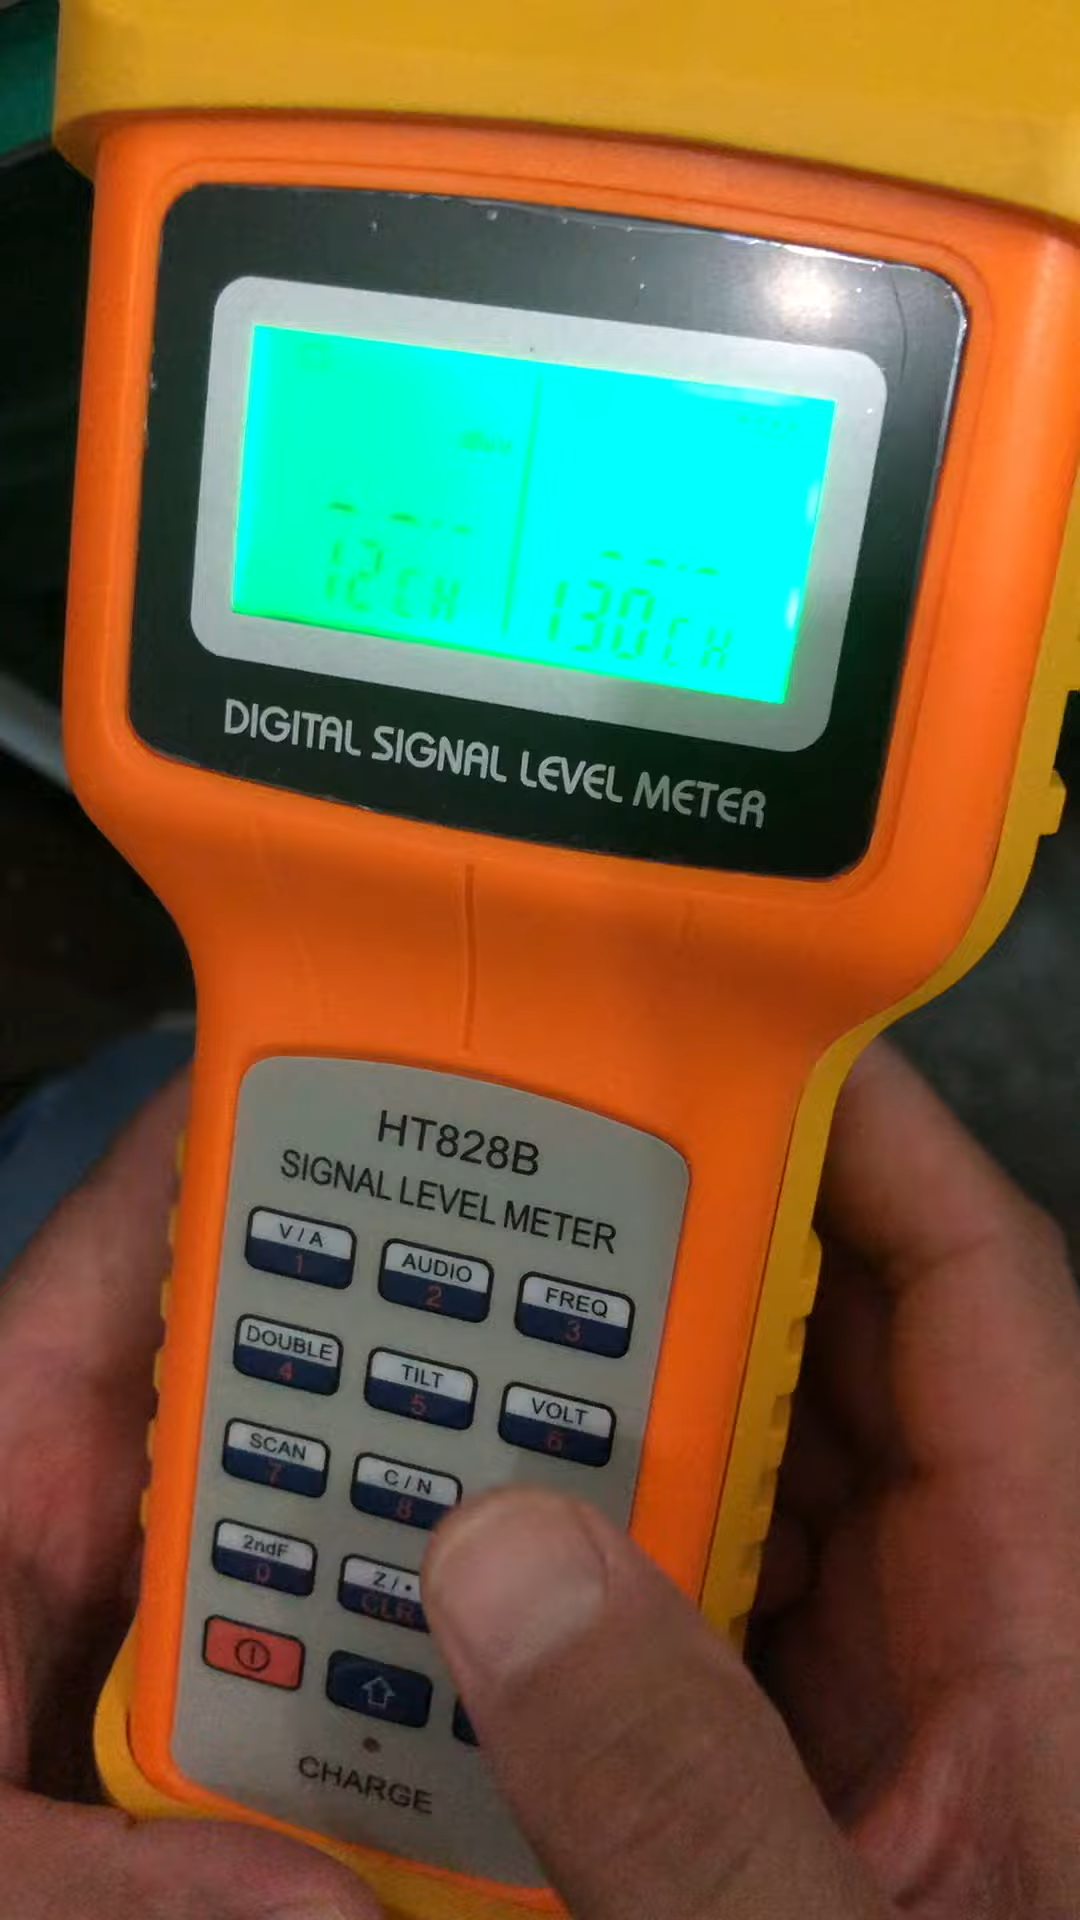 12CH 130CH
DIGITAL SIGNAL LEVEL METER
HT828B
SIGNAL LEVEL METER
V/A
1
AUDIO
2
FREQ
3
DOUBLE
4
TILT
5
VOLT
6
SCAN
7
C/N
8
2ndF
0
Z/•
CLR
CHARGE